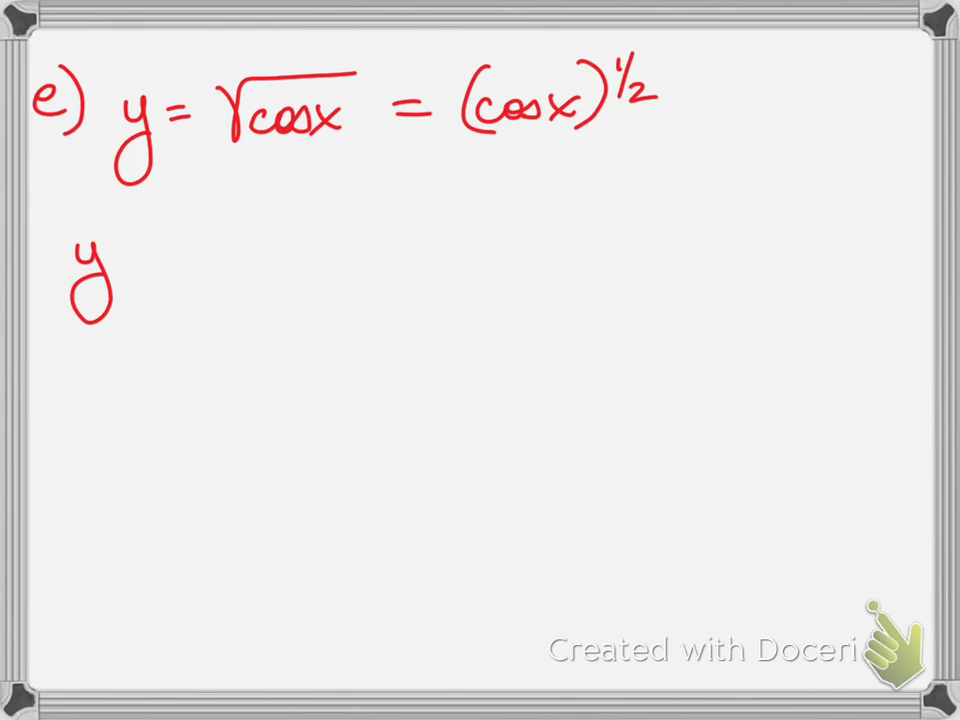 e) y = √cosx = (cosx)^1/2
y
Created with Doceri